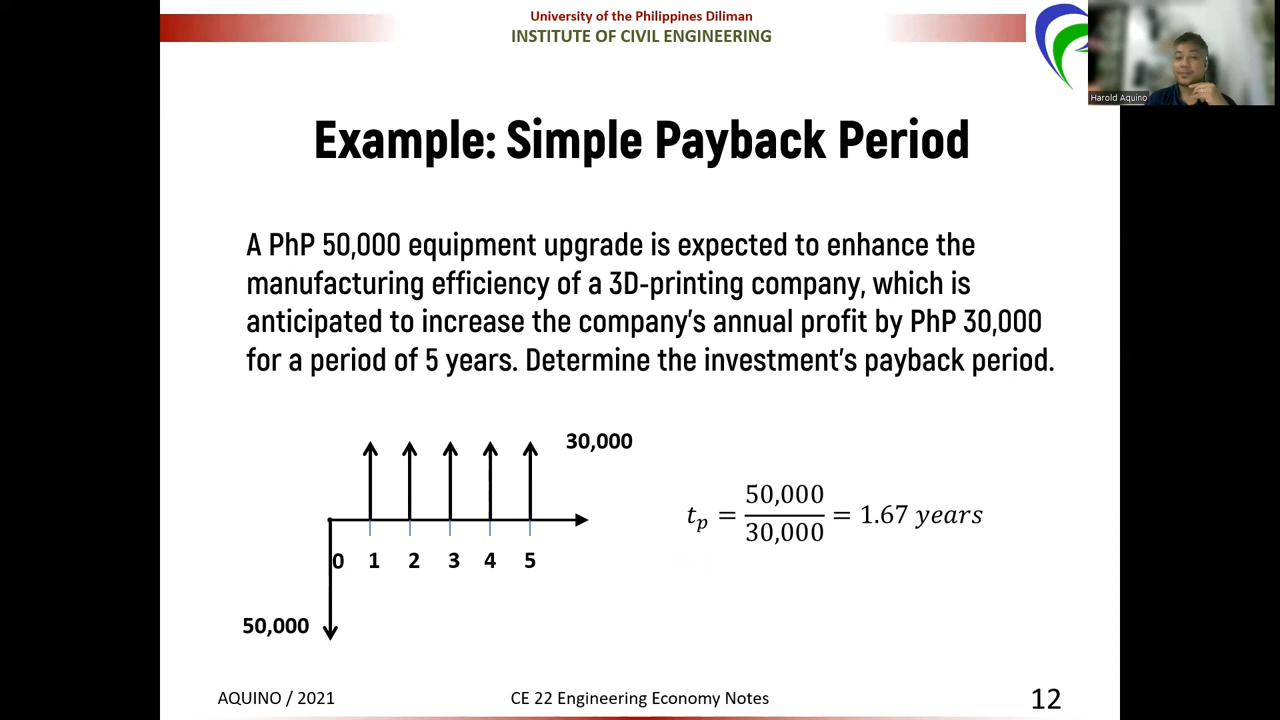 University of the Philippines Diliman
INSTITUTE OF CIVIL ENGINEERING
Harold Aquino
Example: Simple Payback Period
A PhP 50,000 equipment upgrade is expected to enhance the
manufacturing efficiency of a 3D-printing company, which is
anticipated to increase the company's annual profit by PhP 30,000
for a period of 5 years. Determine the investment's payback period.
30,000
0 1 2 3 4 5
50,000
t_p = 50,000 / 30,000 = 1.67 years
AQUINO / 2021
CE 22 Engineering Economy Notes
12